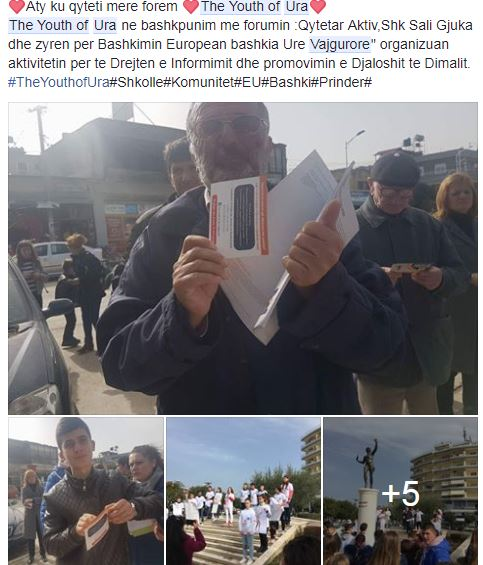 Aty ku qyteti mere forem The Youth of Ura
The Youth of Ura ne bashkpunim me forumin :Qytetar Aktiv,Shk Sali Gjuka
dhe zyren per Bashkimin European bashkia Ure Vajgurore" organizuan
aktivitetin per te Drejten e Informimit dhe promovimin e Djaloshit te Dimalit.
#TheYouthofUra#Shkolle#Komunitet#EU#Bashki#Prinder#
+5